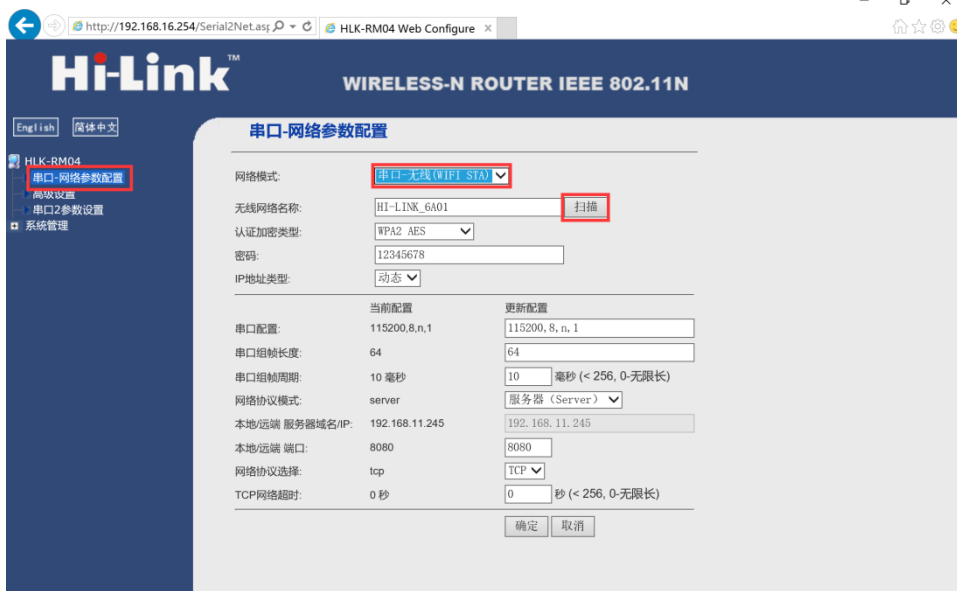 http://192.168.16.254/Serial2Net.asp
HLK-RM04 Web Configure
Hi-Link™
WIRELESS-N ROUTER IEEE 802.11N
English
简体中文
HLK-RM04
串口-网络参数配置
高级设置
串口2参数设置
系统管理
串口-网络参数配置
网络模式: 串口-无线(WIFI STA)
无线网络名称: HI-LINK_6A01 扫描
认证加密类型: WPA2 AES
密码: 12345678
IP地址类型: 动态
当前配置 更新配置
串口配置: 115200,8,n,1 115200,8,n,1
串口组帧长度: 64 64
串口组帧周期: 10 毫秒 10 毫秒 (< 256, 0-无限长)
网络协议模式: server 服务器 (Server)
本地/远端 服务器域名/IP: 192.168.11.245 192.168.11.245
本地/远端 端口: 8080 8080
网络协议选择: tcp TCP
TCP网络超时: 0 秒 0 秒 (< 256, 0-无限长)
确定 取消